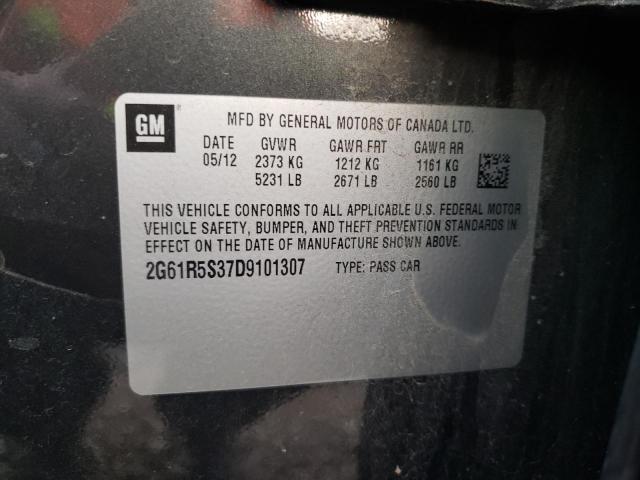 GM
MFD BY GENERAL MOTORS OF CANADA LTD.
DATE GVWR GAWR FRT GAWR RR
05/12 2373 KG 1212 KG 1161 KG
5231 LB 2671 LB 2560 LB
THIS VEHICLE CONFORMS TO ALL APPLICABLE U.S. FEDERAL MOTOR
VEHICLE SAFETY, BUMPER, AND THEFT PREVENTION STANDARDS IN
EFFECT ON THE DATE OF MANUFACTURE SHOWN ABOVE.
2G61R5S37D9101307 TYPE: PASS CAR